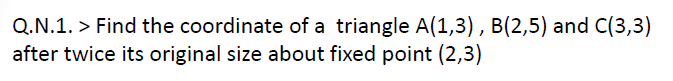 Q.N.1. > Find the coordinate of a  triangle A(1,3) , B(2,5) and C(3,3)
after twice its original size about fixed point (2,3)